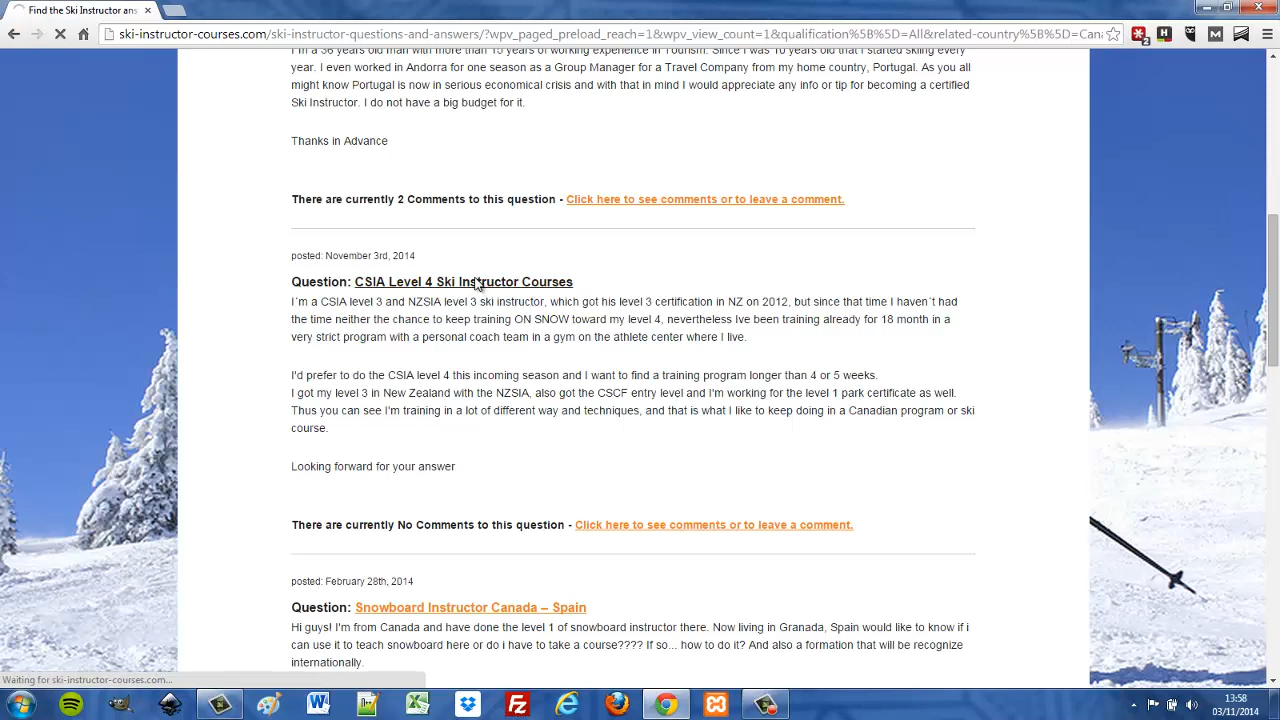 Find the Ski Instructor ans
ski-instructor-courses.com/ski-instructor-questions-and-answers/?wpv_paged_preload_reach=1&wpv_view_count=1&qualification%5B%5D=All&related-country%5B%5D=Can
year. I even worked in Andorra for one season as a Group Manager for a Travel Company from my home country, Portugal. As you all
might know Portugal is now in serious economical crisis and with that in mind I would appreciate any info or tip for becoming a certified
Ski Instructor. I do not have a big budget for it.
Thanks in Advance
There are currently 2 Comments to this question - Click here to see comments or to leave a comment.
posted: November 3rd, 2014
Question: CSIA Level 4 Ski Instructor Courses
I´m a CSIA level 3 and NZSIA level 3 ski instructor, which got his level 3 certification in NZ on 2012, but since that time I haven´t had
the time neither the chance to keep training ON SNOW toward my level 4, nevertheless Ive been training already for 18 month in a
very strict program with a personal coach team in a gym on the athlete center where I live.
I'd prefer to do the CSIA level 4 this incoming season and I want to find a training program longer than 4 or 5 weeks.
I got my level 3 in New Zealand with the NZSIA, also got the CSCF entry level and I'm working for the level 1 park certificate as well.
Thus you can see I'm training in a lot of different way and techniques, and that is what I like to keep doing in a Canadian program or ski
course.
Looking forward for your answer
There are currently No Comments to this question - Click here to see comments or to leave a comment.
posted: February 28th, 2014
Question: Snowboard Instructor Canada – Spain
Hi guys! I'm from Canada and have done the level 1 of snowboard instructor there. Now living in Granada, Spain would like to know if i
can use it to teach snowboard here or do i have to take a course???? If so... how to do it? And also a formation that will be recognize
internationally.
Waiting for ski-instructor-courses.com...
13:58
03/11/2014